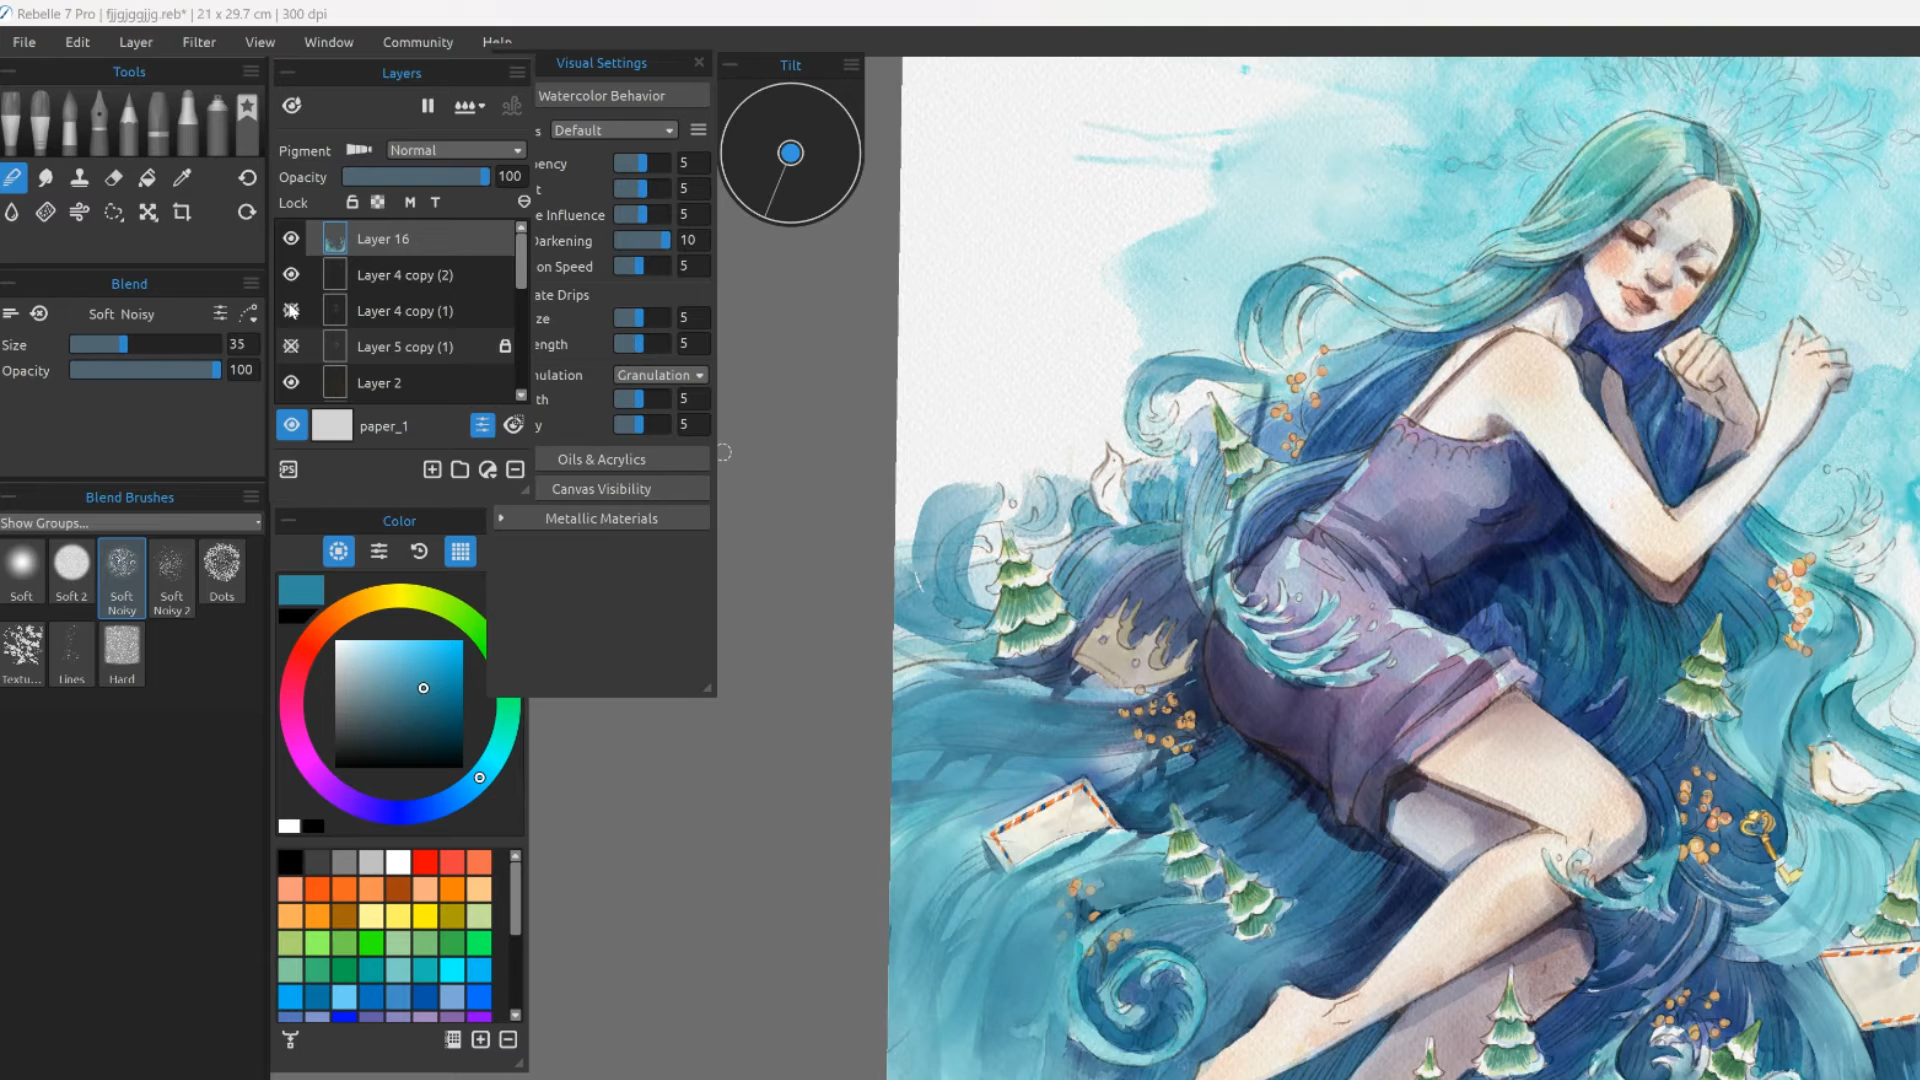 Rebelle 7 Pro | fjjgjggjjg.reb* | 21 x 29.7 cm | 300 dpi
File Edit Layer Filter View Window Community Help
Tools
Blend
Soft Noisy
Size 35
Opacity 100
Blend Brushes
Show Groups...
Soft Soft 2 Soft Noisy Soft Noisy 2 Dots
Textu... Lines Hard
Layers
Pigment Normal
Opacity 100
Lock M T
Layer 16
Layer 4 copy (2)
Layer 4 copy (1)
Layer 5 copy (1)
Layer 2
paper_1
PS
Color
Visual Settings
Watercolor Behavior
s Default
ency 5
t 5
e Influence 5
Darkening 10
on Speed 5
ate Drips
ze 5
ength 5
nulation Granulation
th 5
y 5
Oils & Acrylics
Canvas Visibility
Metallic Materials
Tilt